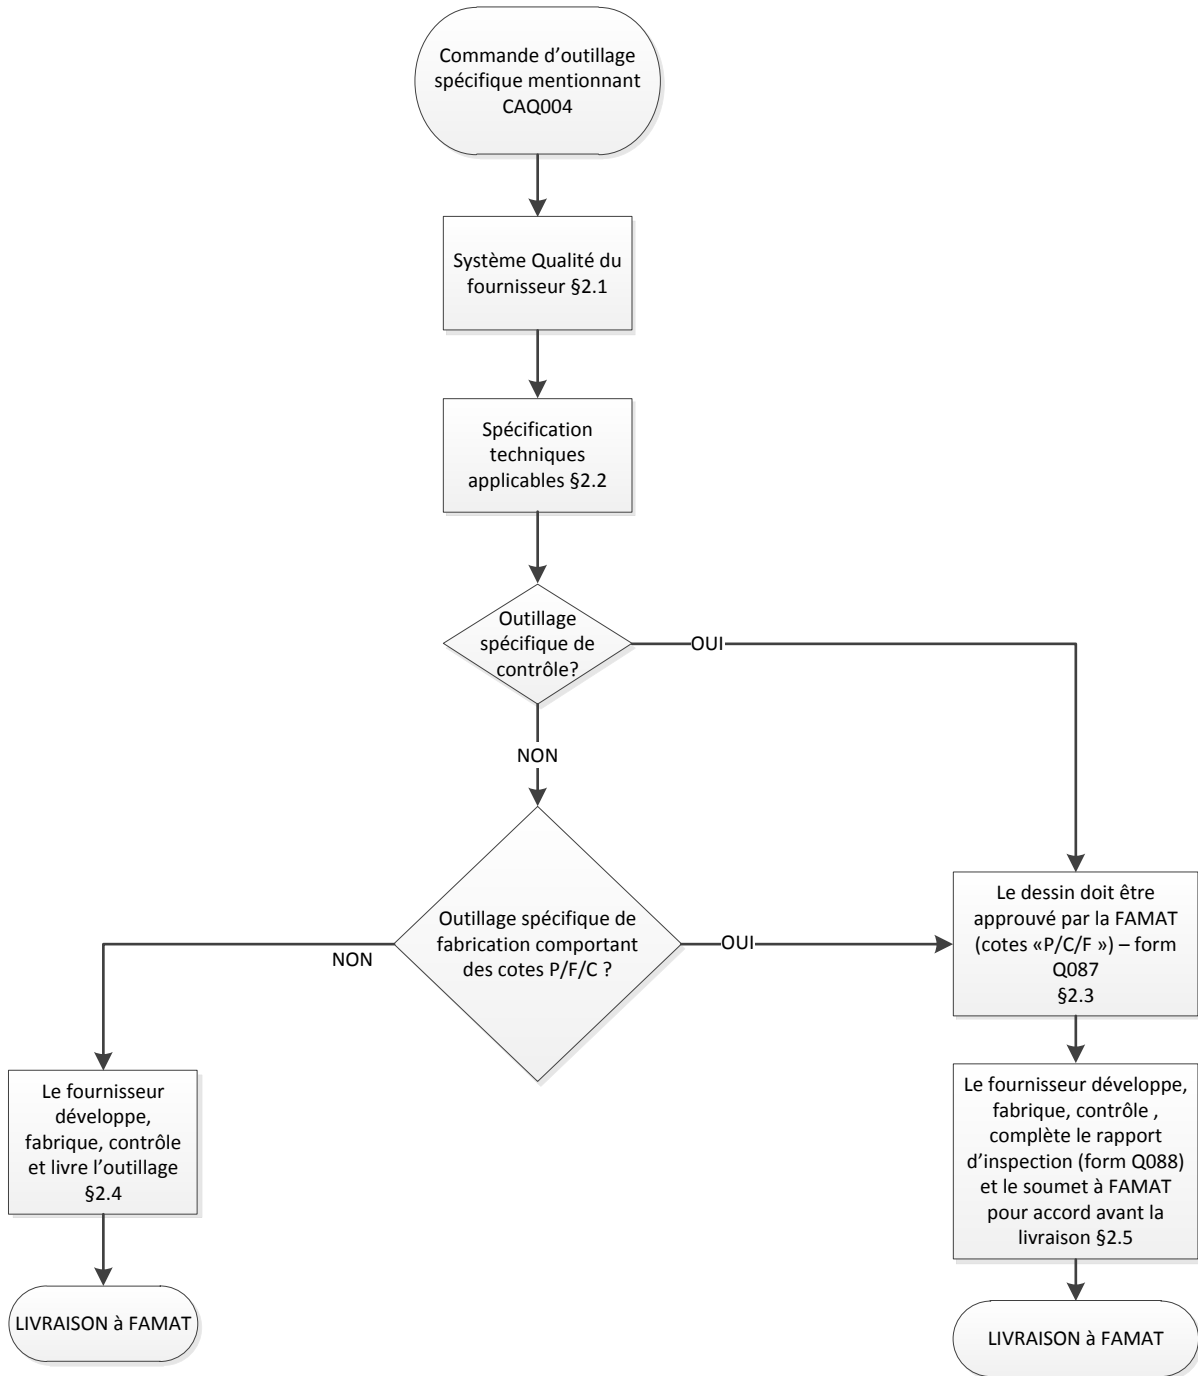 Commande d’outillage
spécifique mentionnant
CAQ004
Système Qualité du
fournisseur §2.1
Spécification
techniques
applicables §2.2
Outillage
spécifique de
contrôle?
OUI
NON
Outillage spécifique de
fabrication comportant
des cotes P/F/C ?
NON
OUI
Le dessin doit être
approuvé par la FAMAT
(cotes «P/C/F ») – form
Q087
§2.3
Le fournisseur
développe,
fabrique, contrôle
et livre l’outillage
§2.4
Le fournisseur développe,
fabrique, contrôle ,
complète le rapport
d’inspection (form Q088)
et le soumet à FAMAT
pour accord avant la
livraison §2.5
LIVRAISON à FAMAT
LIVRAISON à FAMAT